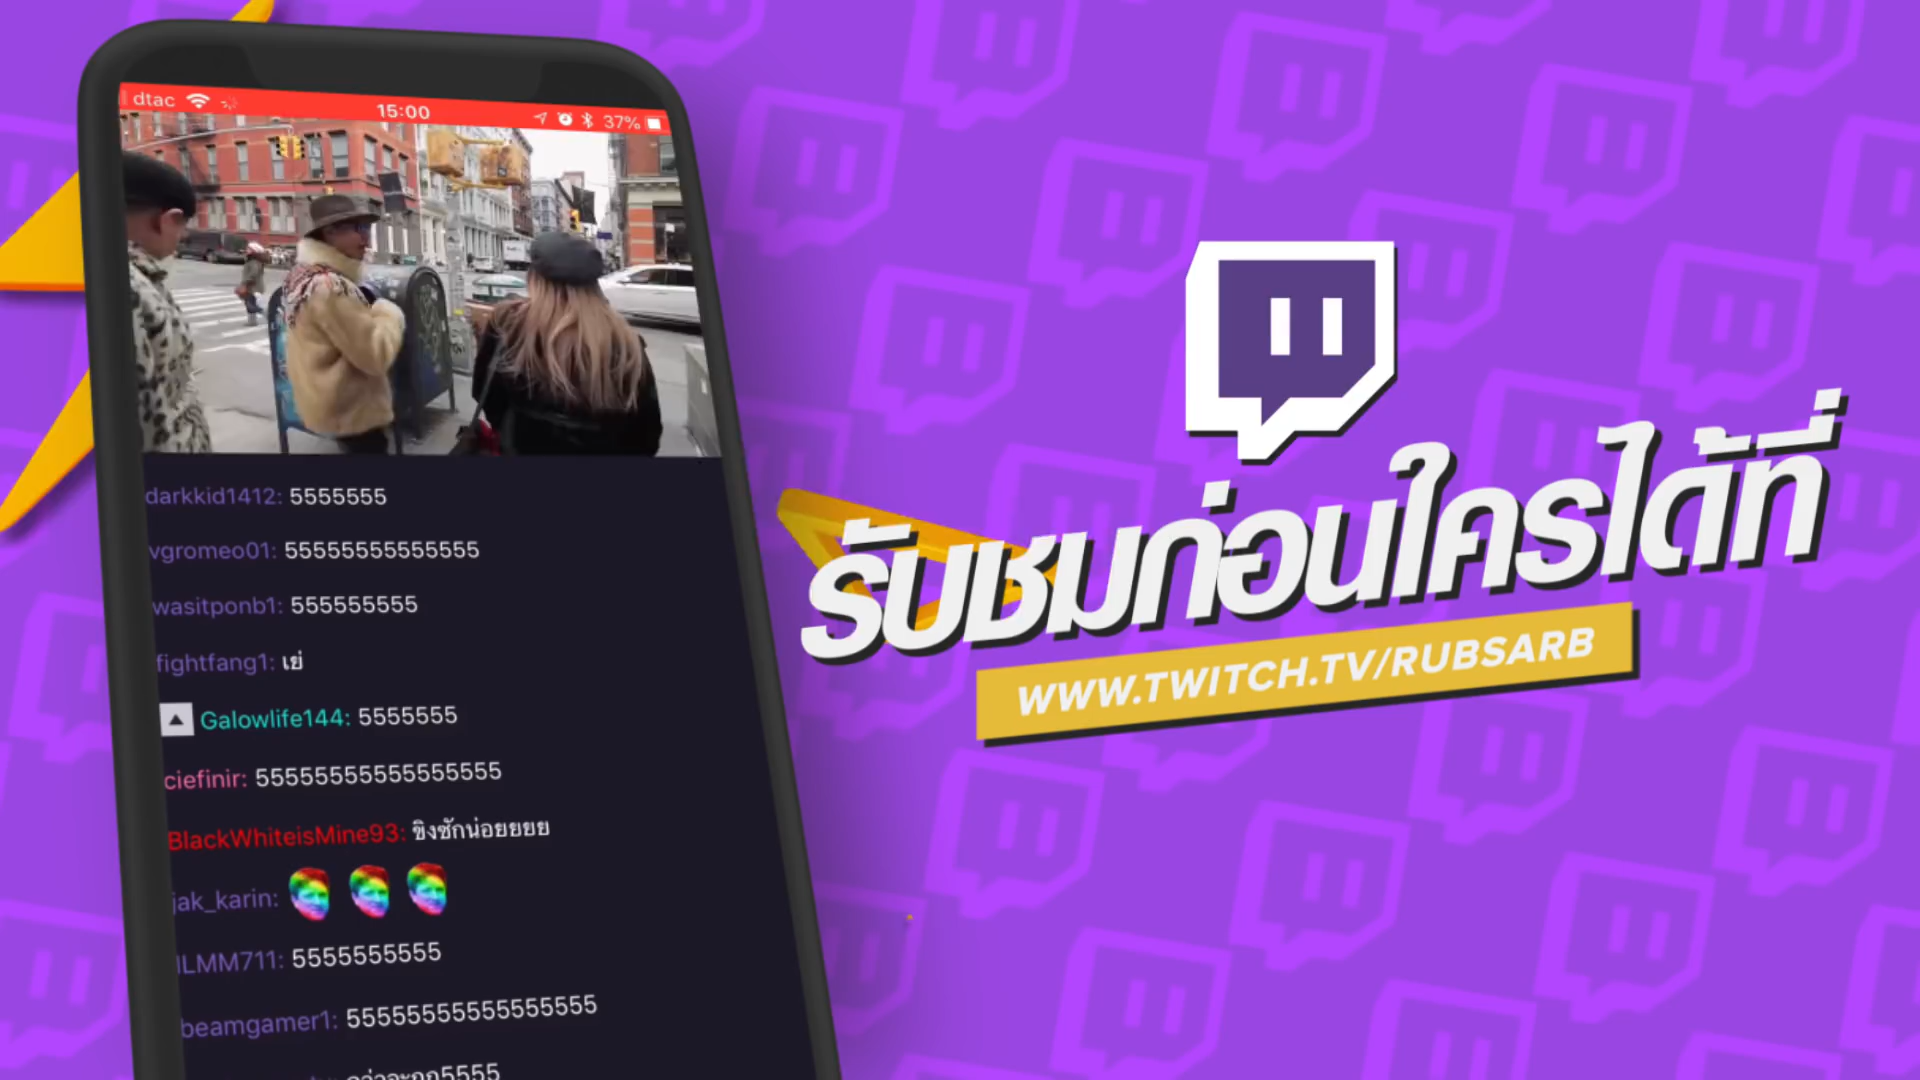 dtac
15:00
37%
darkkid1412: 5555555
vgromeo01: 55555555555555
wasitponb1: 555555555
fightfang1: เย่
Galowlife144: 5555555
ciefinir: 55555555555555555
BlackWhiteisMine93: ขิงซักน่อยยยย
jak_karin:
LMM711: 5555555555
beamgamer1: 55555555555555555
รับชมก่อนใครได้ที่
WWW.TWITCH.TV/RUBSARB